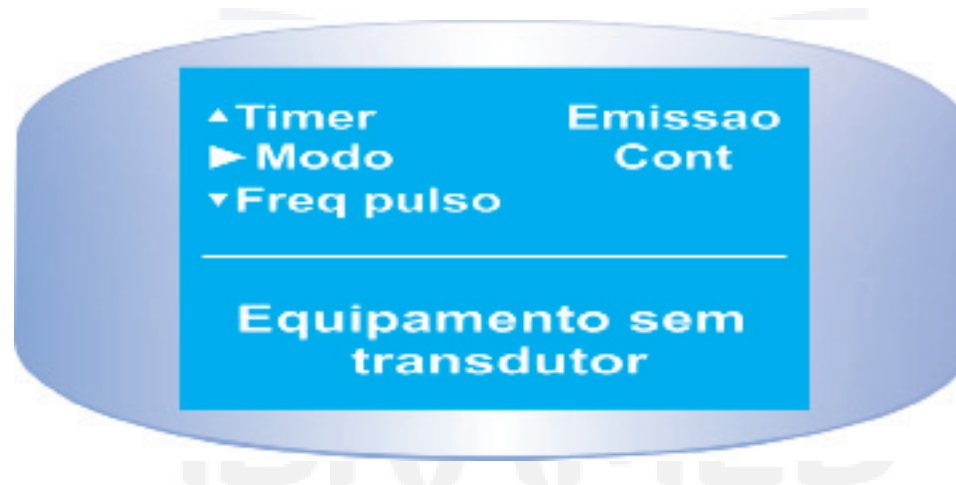 ▲Timer Emissao
►Modo Cont
▼Freq pulso
Equipamento sem
transdutor